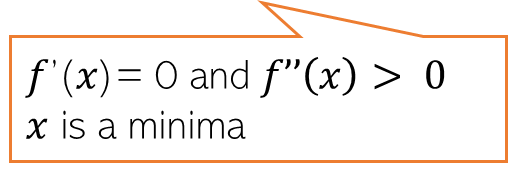 f'(x) = 0 and f”(x) > 0
x is a minima